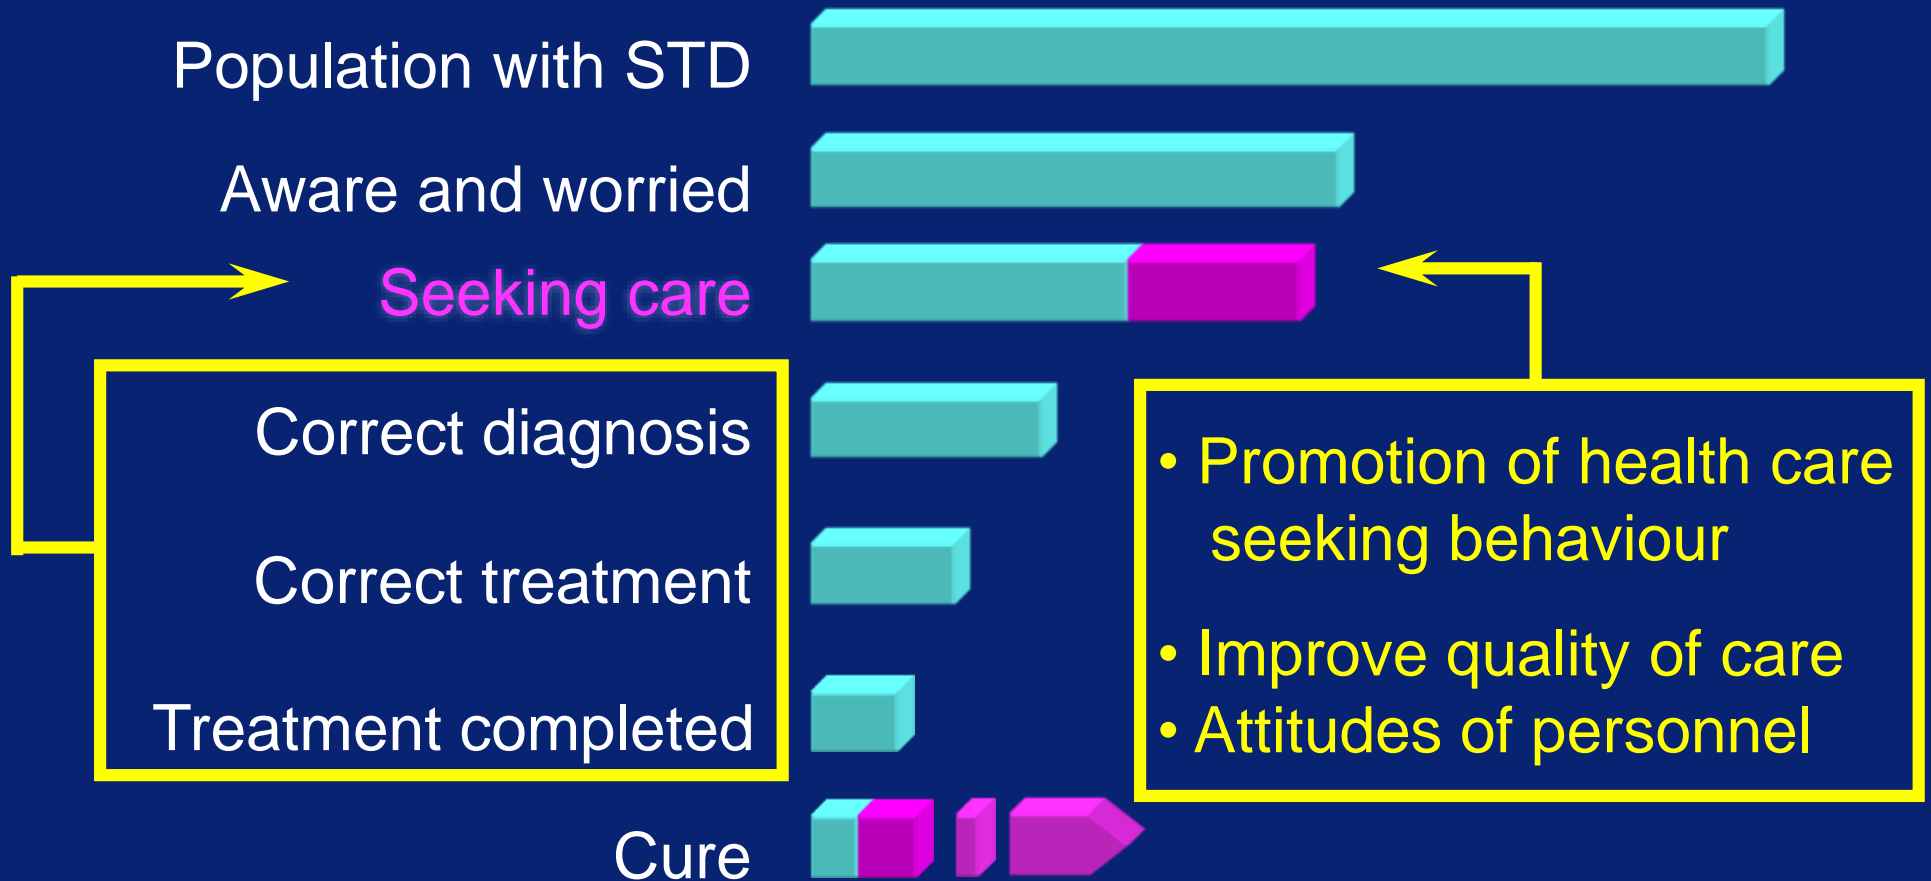 Population with STD
Aware and worried
Seeking care
Correct diagnosis
Correct treatment
Treatment completed
Cure
• Promotion of health care
seeking behaviour
• Improve quality of care
• Attitudes of personnel